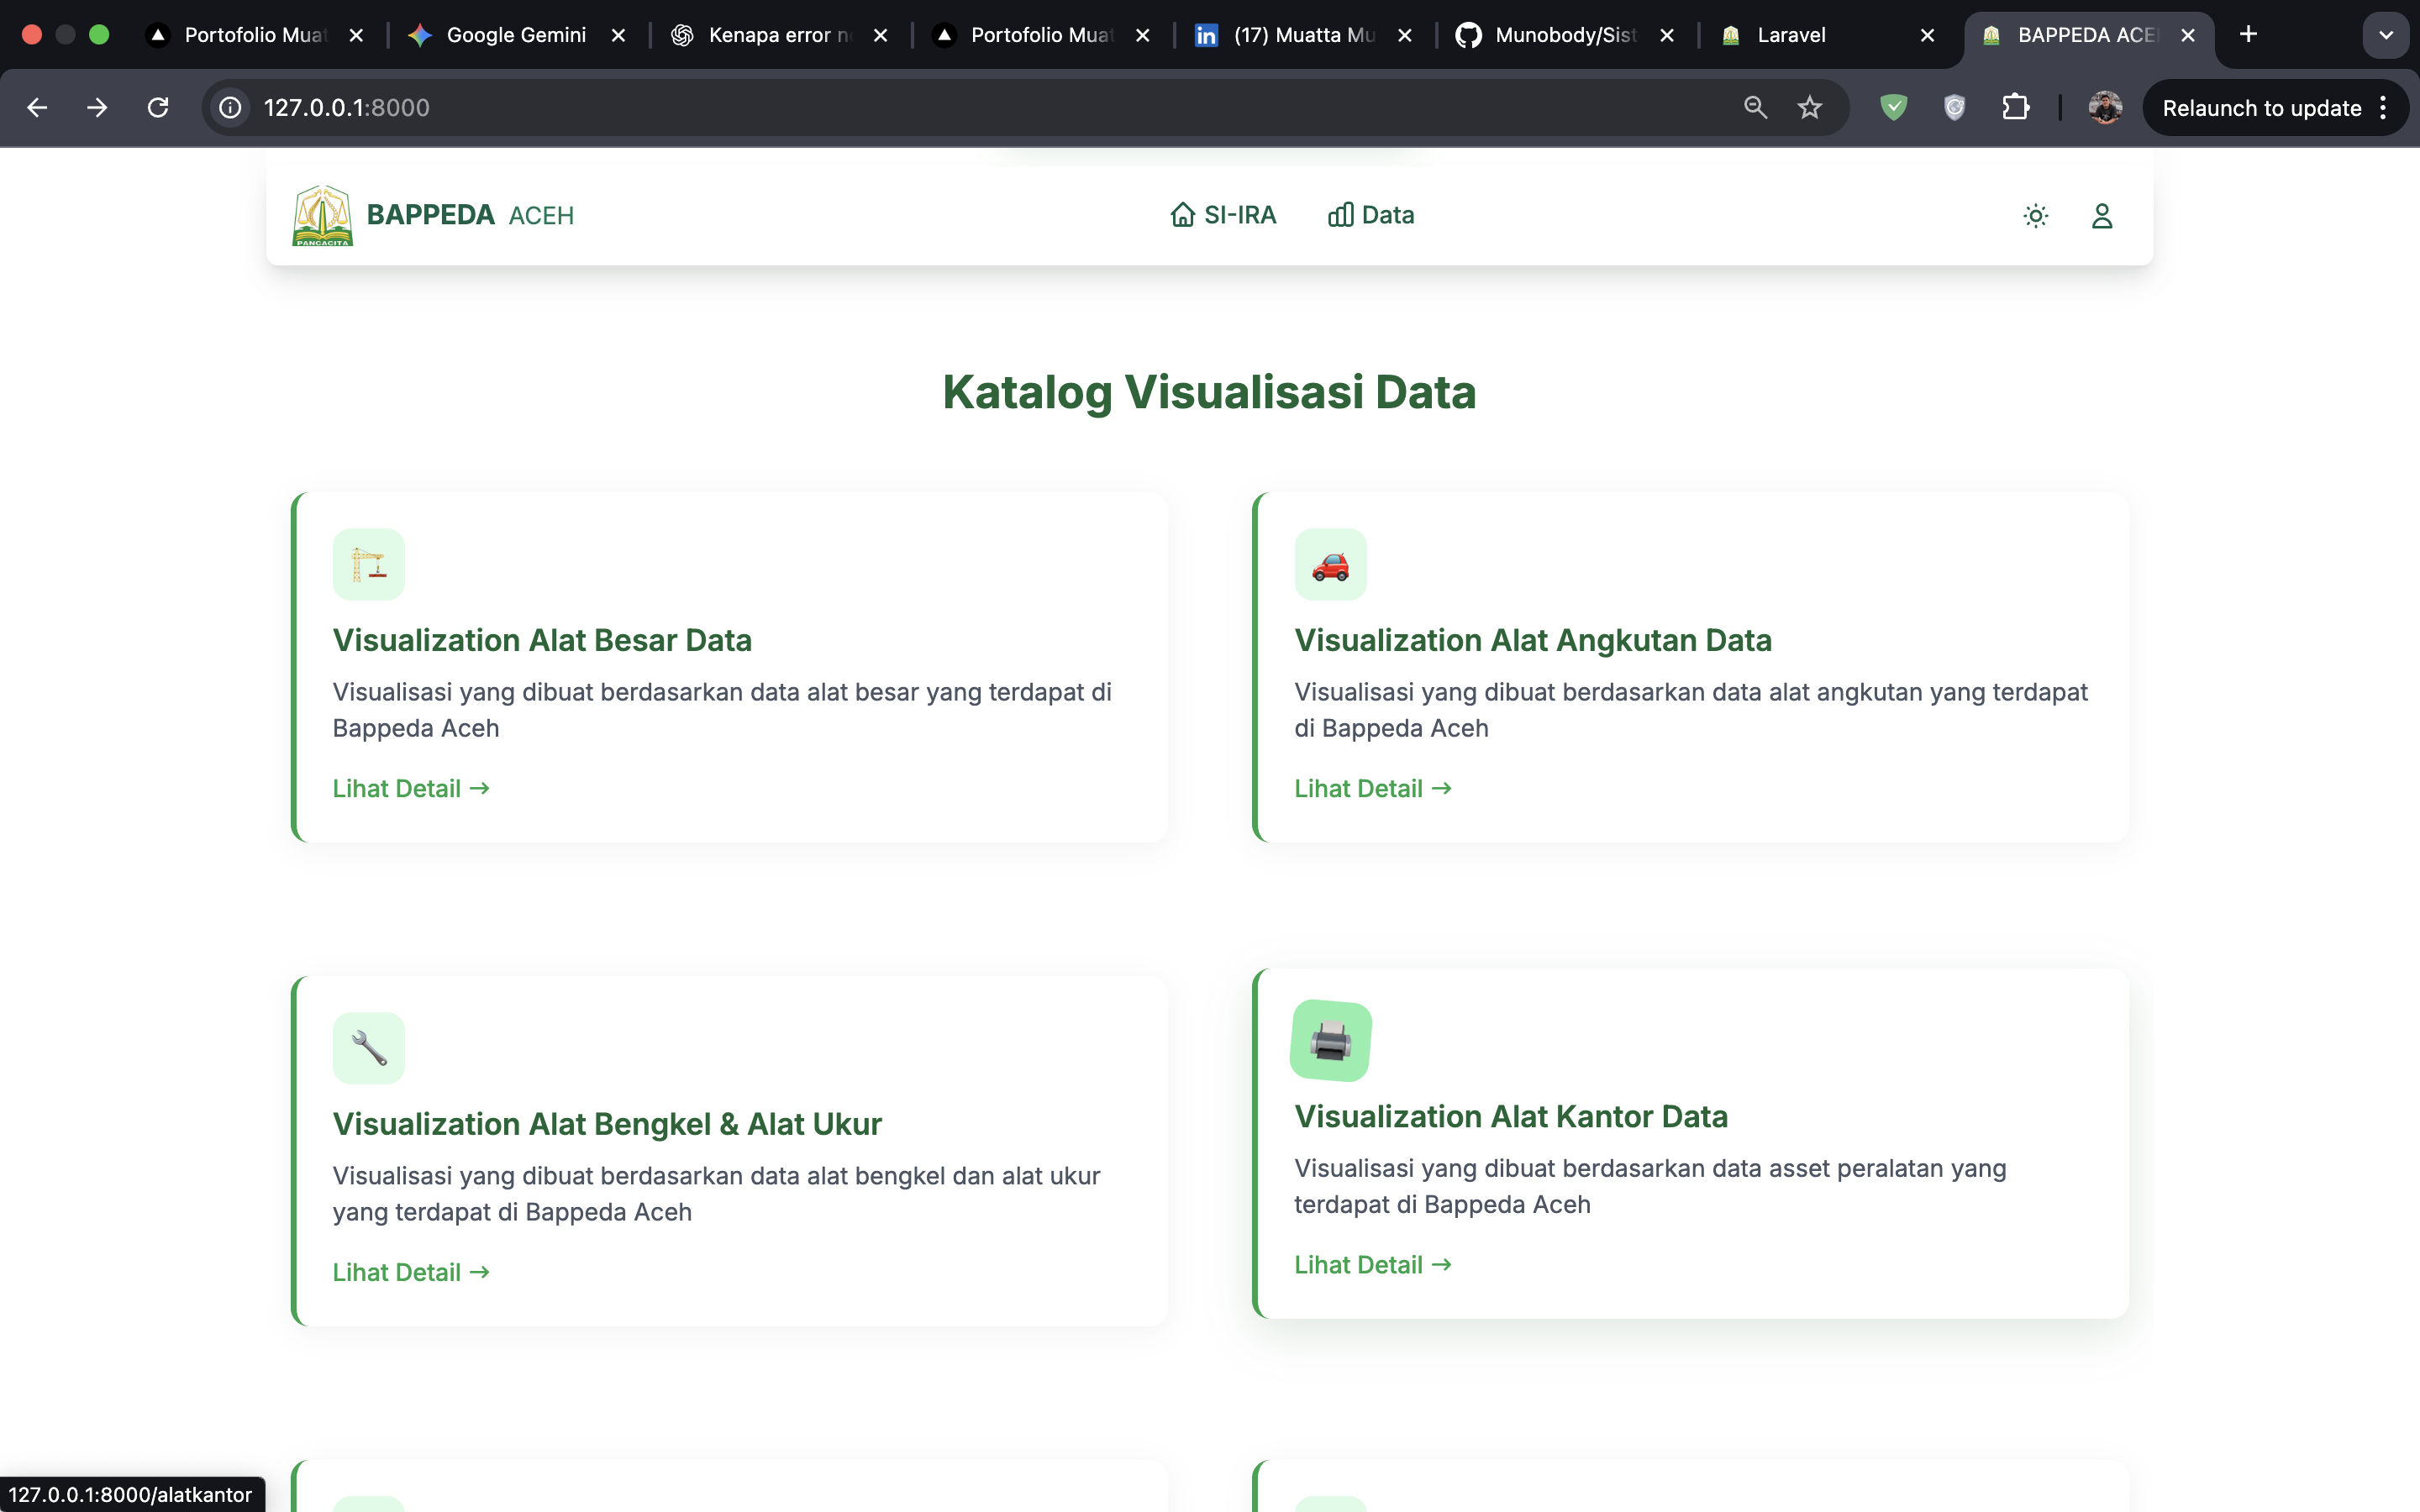 Portofolio Muat
Google Gemini
Kenapa error n
Portofolio Muat
in (17) Muatta Mu
Munobody/Sist
Laravel
BAPPEDA ACE
127.0.0.1:8000
Relaunch to update
PANCACITA
BAPPEDA ACEH
SI-IRA
Data
Katalog Visualisasi Data
Visualization Alat Besar Data
Visualisasi yang dibuat berdasarkan data alat besar yang terdapat di
Bappeda Aceh
Lihat Detail →
Visualization Alat Angkutan Data
Visualisasi yang dibuat berdasarkan data alat angkutan yang terdapat
di Bappeda Aceh
Lihat Detail →
Visualization Alat Bengkel & Alat Ukur
Visualisasi yang dibuat berdasarkan data alat bengkel dan alat ukur
yang terdapat di Bappeda Aceh
Lihat Detail →
Visualization Alat Kantor Data
Visualisasi yang dibuat berdasarkan data asset peralatan yang
terdapat di Bappeda Aceh
Lihat Detail →
127.0.0.1:8000/alatkantor